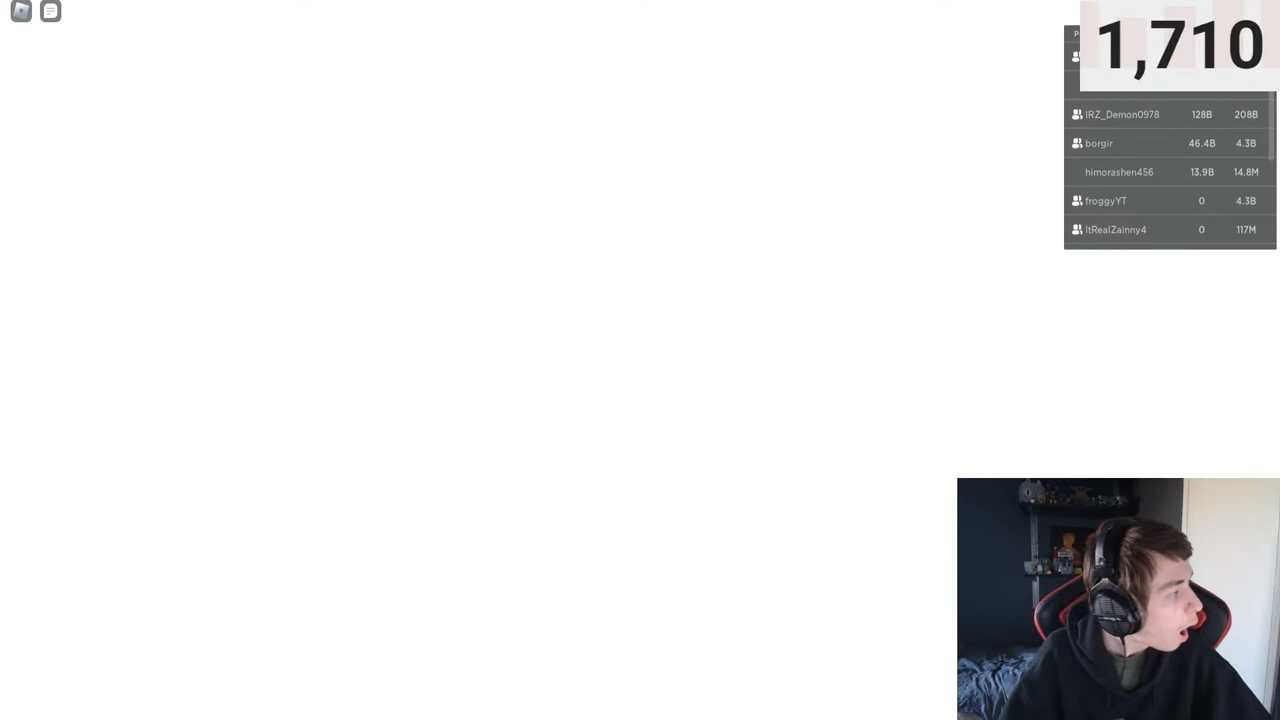 1,710
P
IRZ_Demon0978 128B 208B
borgir 46.4B 4.3B
himorashen456 13.9B 14.8M
froggyYT 0 4.3B
ItRealZainny4 0 117M